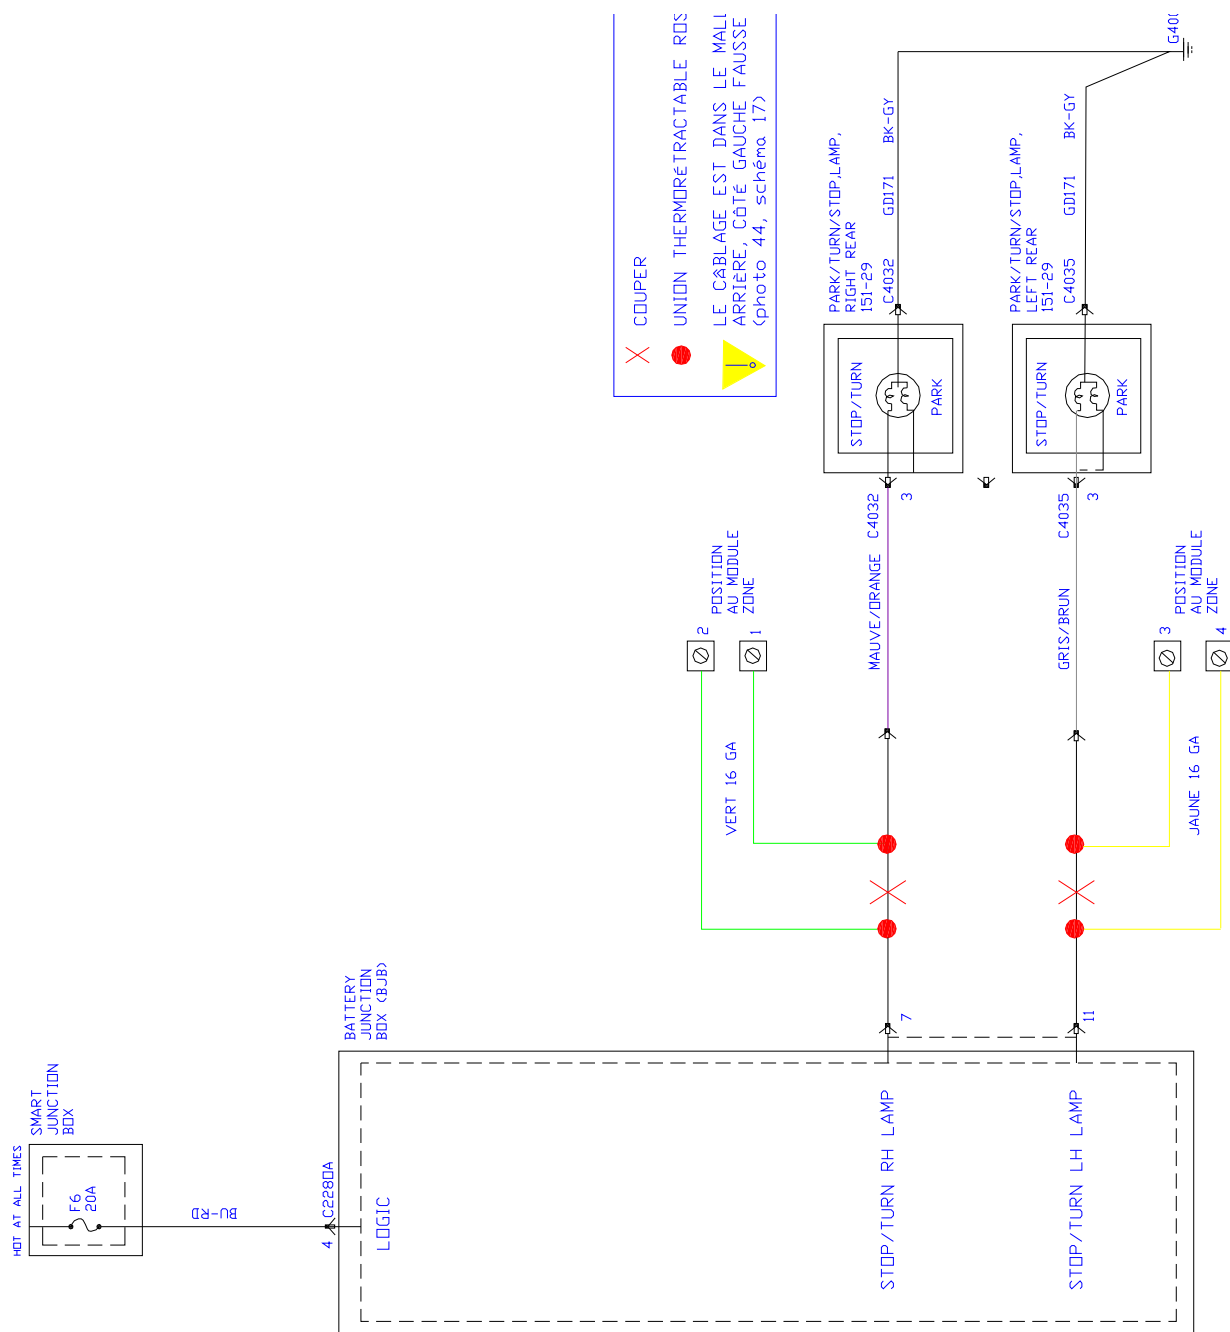 COUPER
UNION THERMORÉTRACTABLE
LE CÂBLAGE EST DANS LE
ARRIÈRE, CÔTÉ GAUCHE FAUSSE
(photo 44, schéma 17)
PARK/TURN/STOP,LAMP,
RIGHT REAR
151-29
C4032
GD171
BK-GY
PARK/TURN/STOP,LAMP,
LEFT REAR
151-29
C4035
GD171
BK-GY
STOP/TURN
PARK
STOP/TURN
PARK
MAUVE/ORANGE
C4032
3
GRIS/BRUN
C4035
3
POSITION
AU MODULE
ZONE
2
1
POSITION
AU MODULE
ZONE
3
4
VERT 16 GA
JAUNE 16 GA
7
11
BATTERY
JUNCTION
BOX (BJB)
STOP/TURN RH LAMP
STOP/TURN LH LAMP
LOGIC
4
C2280A
BU-RD
HOT AT ALL TIMES
SMART
JUNCTION
BOX
F6
20A